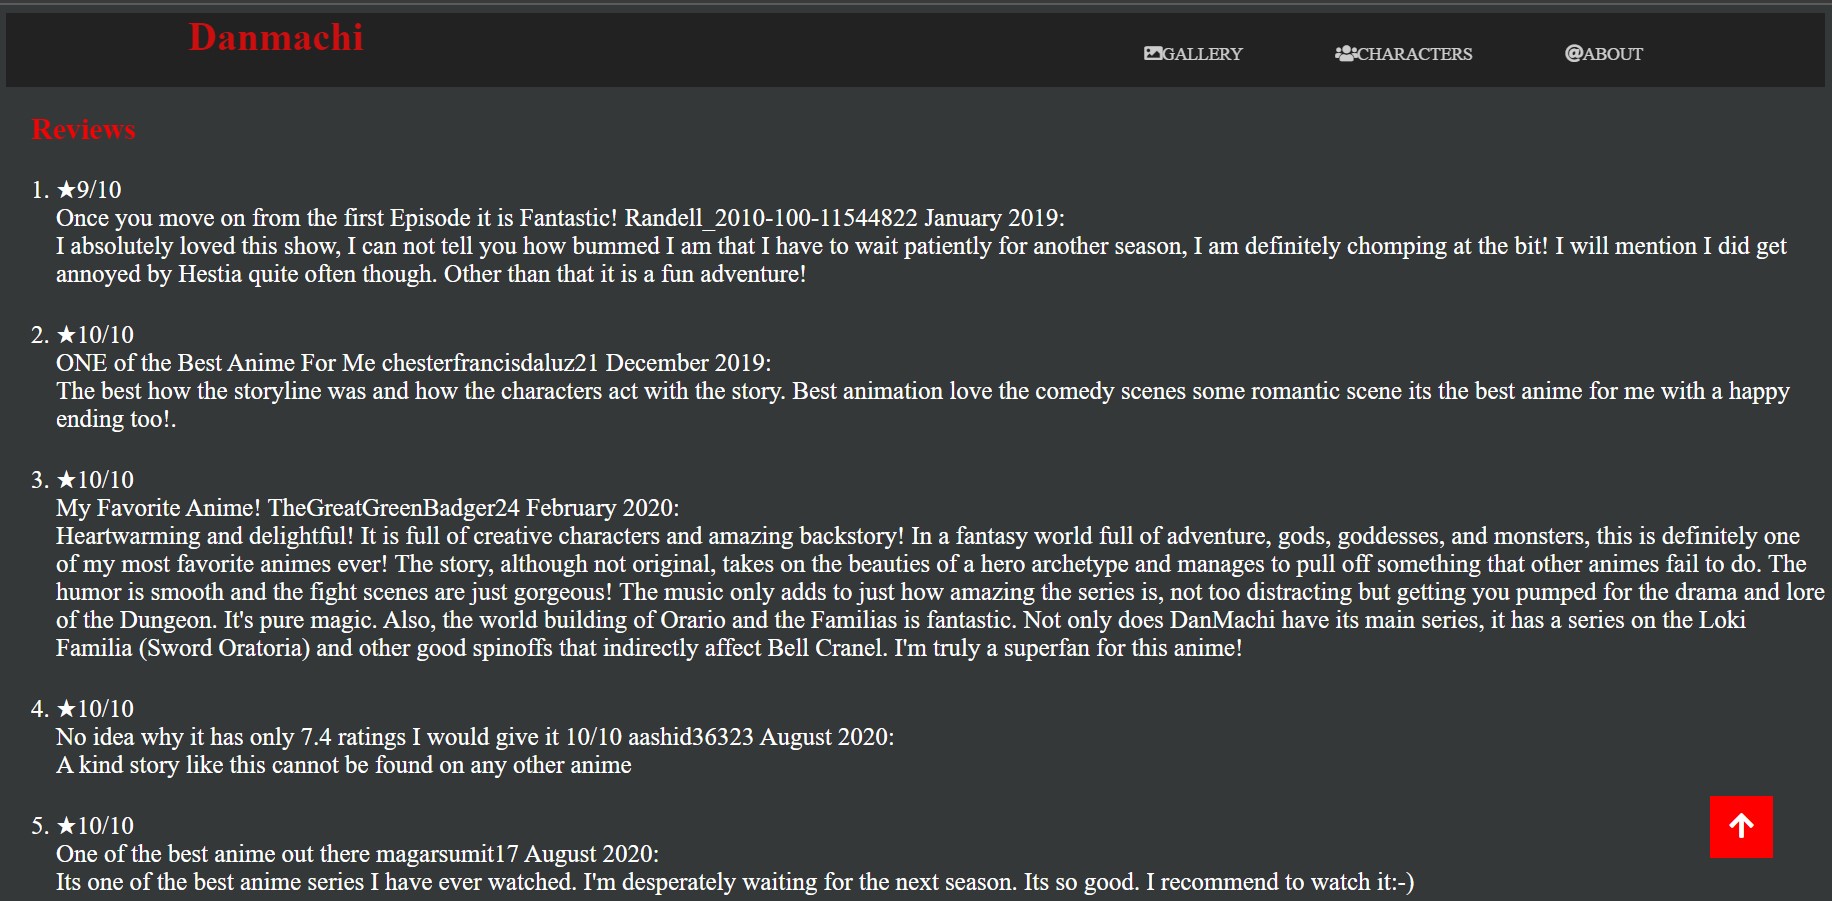 Danmachi
GALLERY
CHARACTERS
ABOUT
Reviews
1. ★9/10
Once you move on from the first Episode it is Fantastic! Randell_2010-100-11544822 January 2019:
I absolutely loved this show, I can not tell you how bummed I am that I have to wait patiently for another season, I am definitely chomping at the bit! I will mention I did get
annoyed by Hestia quite often though. Other than that it is a fun adventure!
2. ★10/10
ONE of the Best Anime For Me chesterfrancisdaluz21 December 2019:
The best how the storyline was and how the characters act with the story. Best animation love the comedy scenes some romantic scene its the best anime for me with a happy
ending too!.
3. ★10/10
My Favorite Anime! TheGreatGreenBadger24 February 2020:
Heartwarming and delightful! It is full of creative characters and amazing backstory! In a fantasy world full of adventure, gods, goddesses, and monsters, this is definitely one
of my most favorite animes ever! The story, although not original, takes on the beauties of a hero archetype and manages to pull off something that other animes fail to do. The
humor is smooth and the fight scenes are just gorgeous! The music only adds to just how amazing the series is, not too distracting but getting you pumped for the drama and lore
of the Dungeon. It's pure magic. Also, the world building of Orario and the Familias is fantastic. Not only does DanMachi have its main series, it has a series on the Loki
Familia (Sword Oratoria) and other good spinoffs that indirectly affect Bell Cranel. I'm truly a superfan for this anime!
4. ★10/10
No idea why it has only 7.4 ratings I would give it 10/10 aashid36323 August 2020:
A kind story like this cannot be found on any other anime
5. ★10/10
One of the best anime out there magarsumit17 August 2020:
Its one of the best anime series I have ever watched. I'm desperately waiting for the next season. Its so good. I recommend to watch it:-)